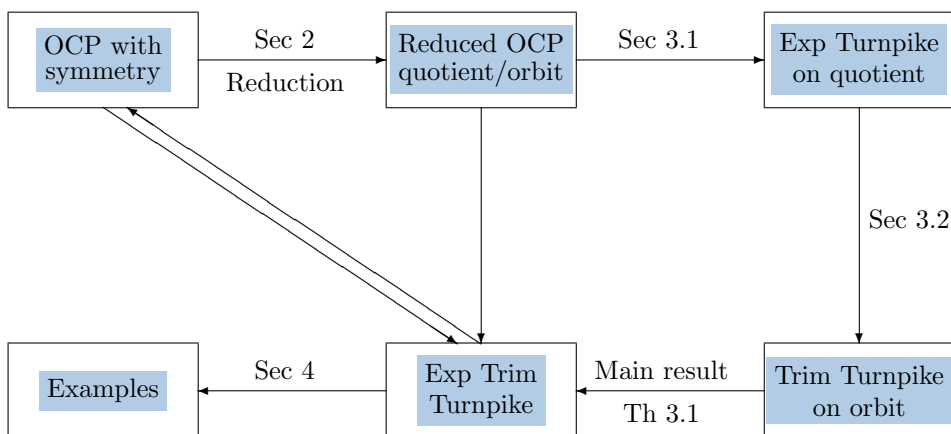 OCP with
symmetry
Sec 2
Reduction
Reduced OCP
quotient/orbit
Sec 3.1
Exp Turnpike
on quotient
Sec 3.2
Examples
Sec 4
Exp Trim
Turnpike
Main result
Th 3.1
Trim Turnpike
on orbit